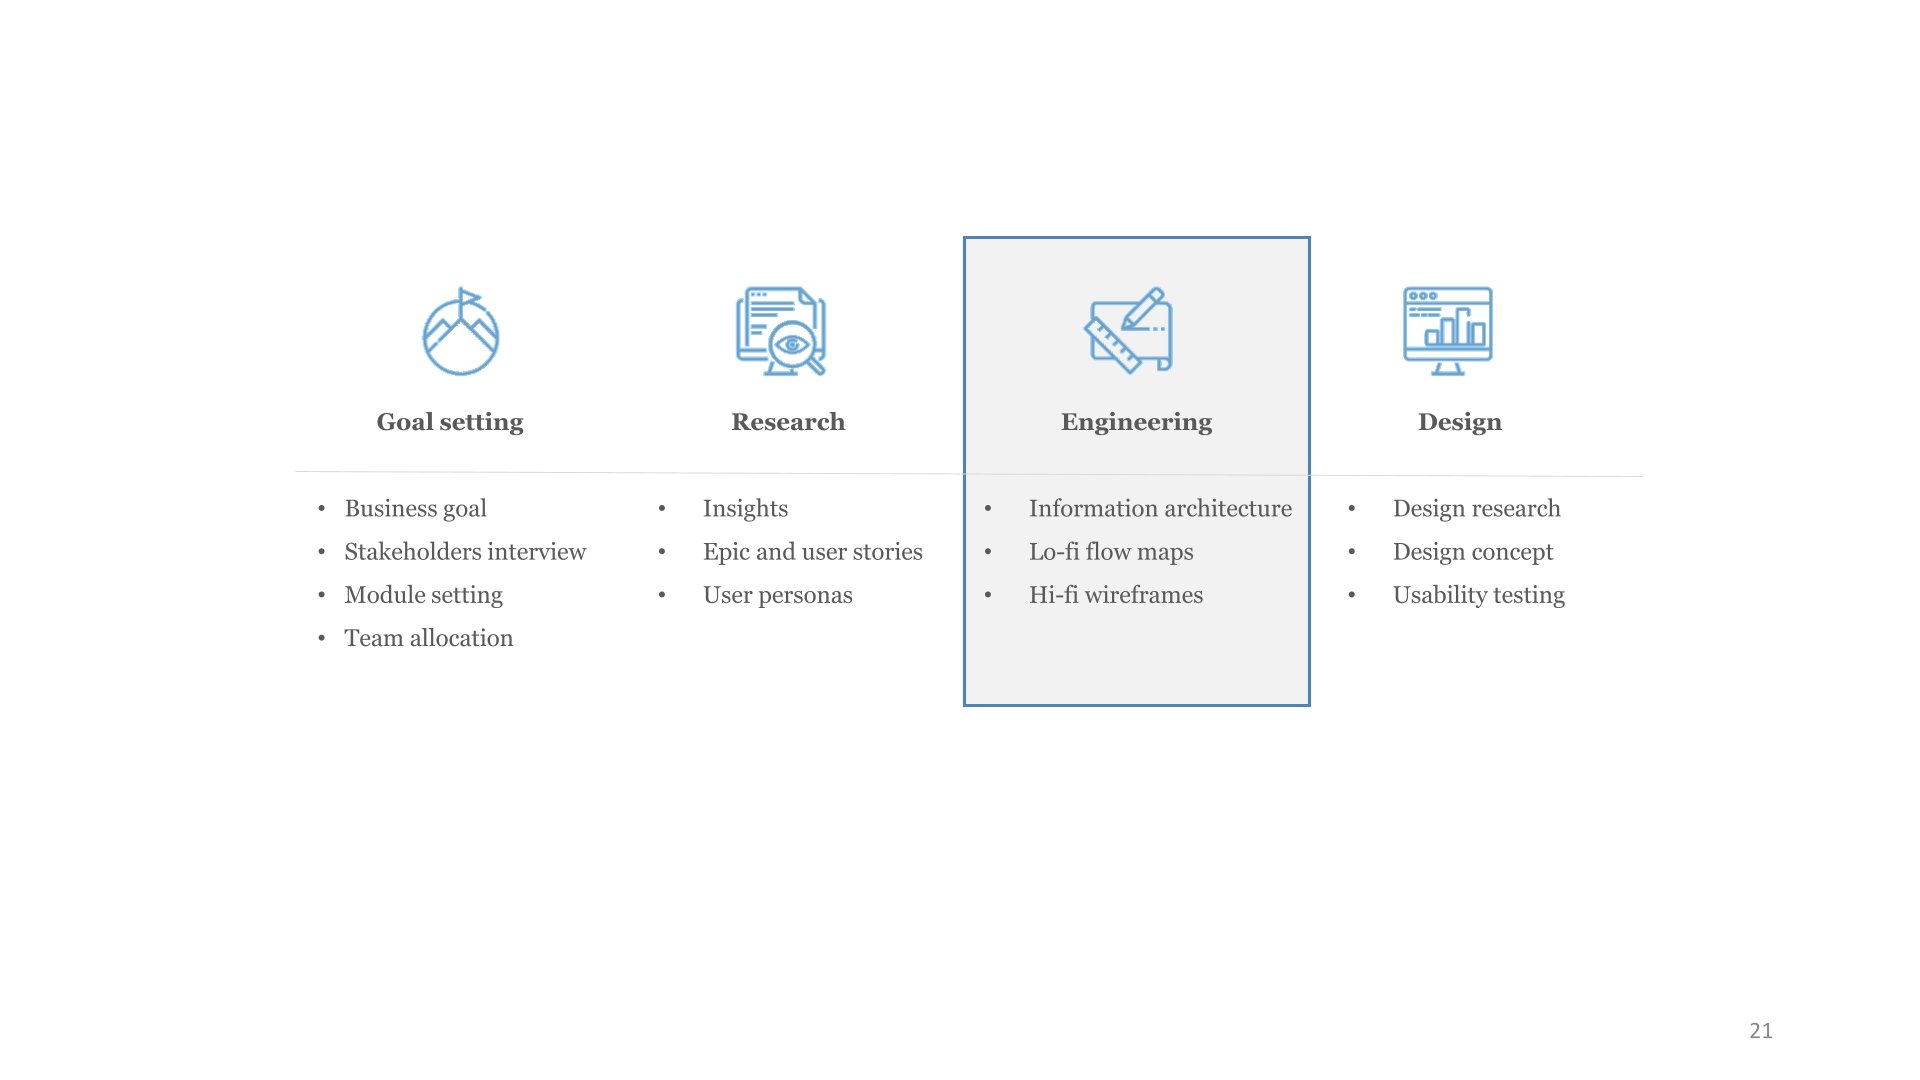 Goal setting
Research
Engineering
Design
• Business goal
• Stakeholders interview
• Module setting
• Team allocation
• Insights
• Epic and user stories
• User personas
• Information architecture
• Lo-fi flow maps
• Hi-fi wireframes
• Design research
• Design concept
• Usability testing
21